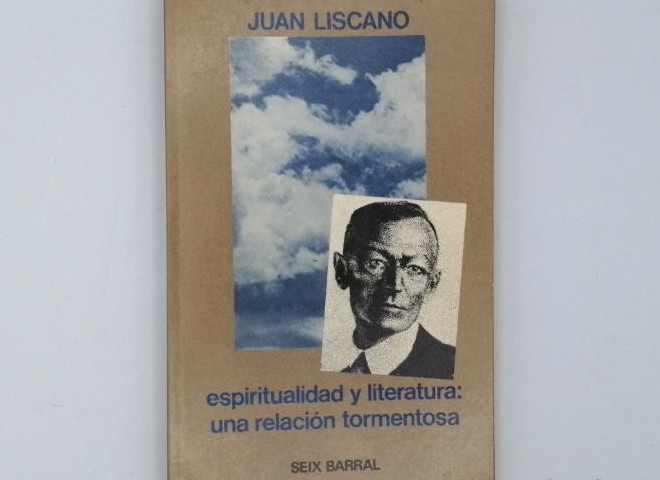 JUAN LISCANO
espiritualidad y literatura:
una relación tormentosa
SEIX BARRAL